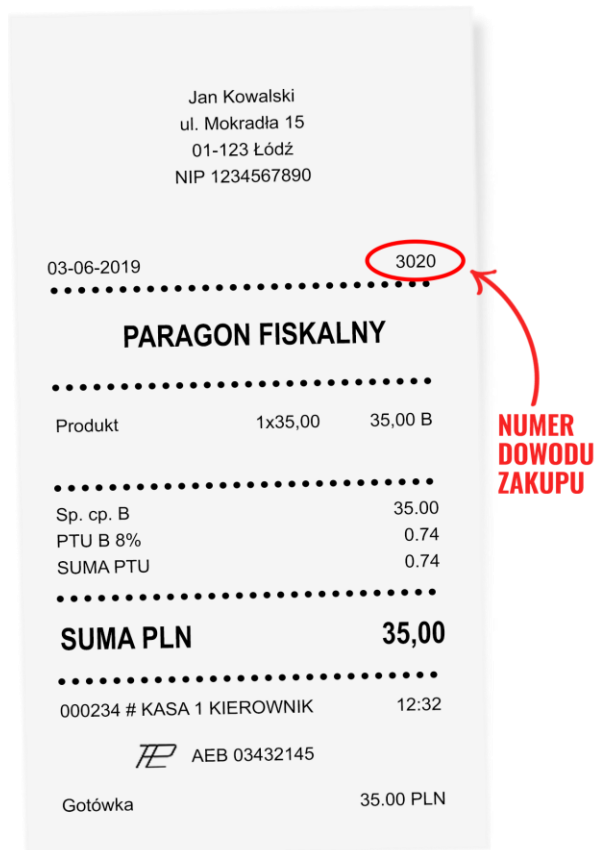 Jan Kowalski
ul. Mokradła 15
01-123 Łódź
NIP 1234567890
03-06-2019 3020
PARAGON FISKALNY
Produkt 1x35,00 35,00 B
Sp. cp. B 35.00
PTU B 8% 0.74
SUMA PTU 0.74
SUMA PLN 35,00
000234 # KASA 1 KIEROWNIK 12:32
AEB 03432145
Gotówka 35.00 PLN
NUMER
DOWODU
ZAKUPU